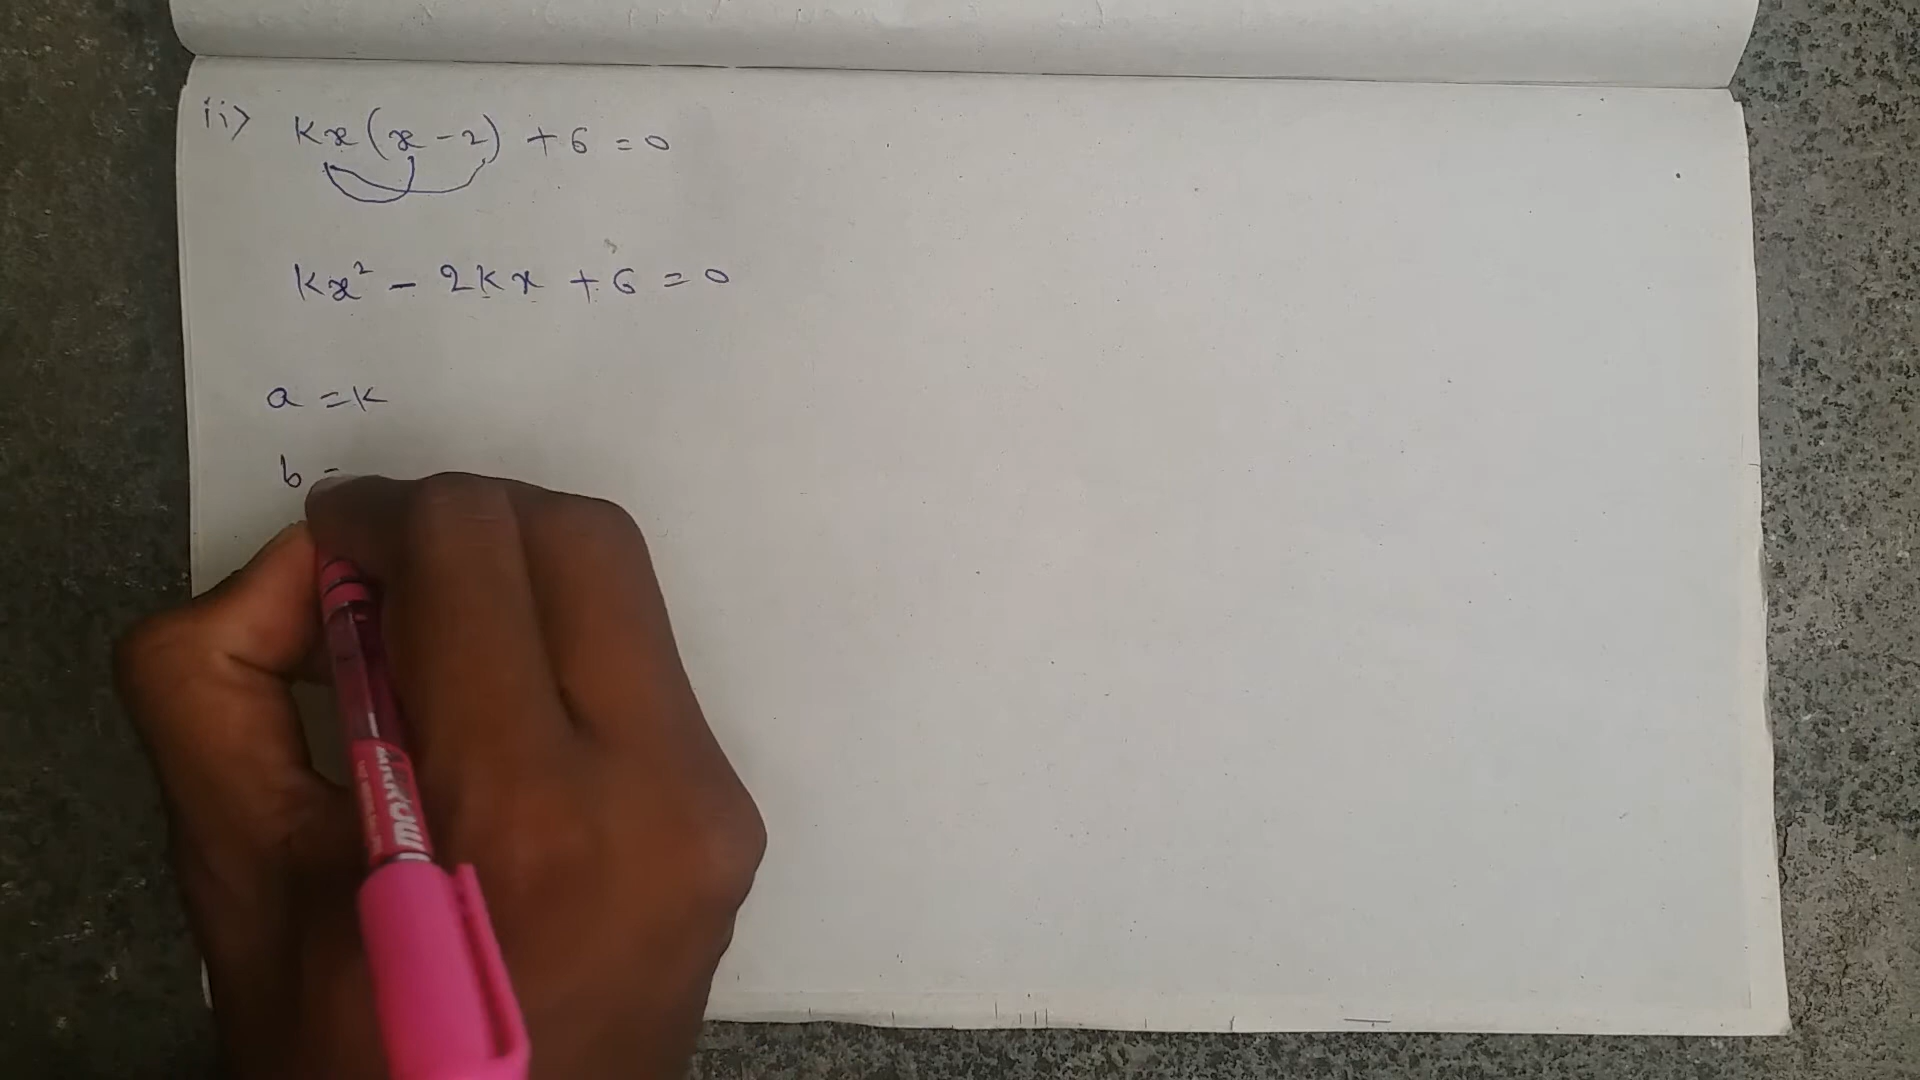 ii> Kx(x-2) + 6 = 0
Kx² - 2Kx + 6 = 0
a = K
b =